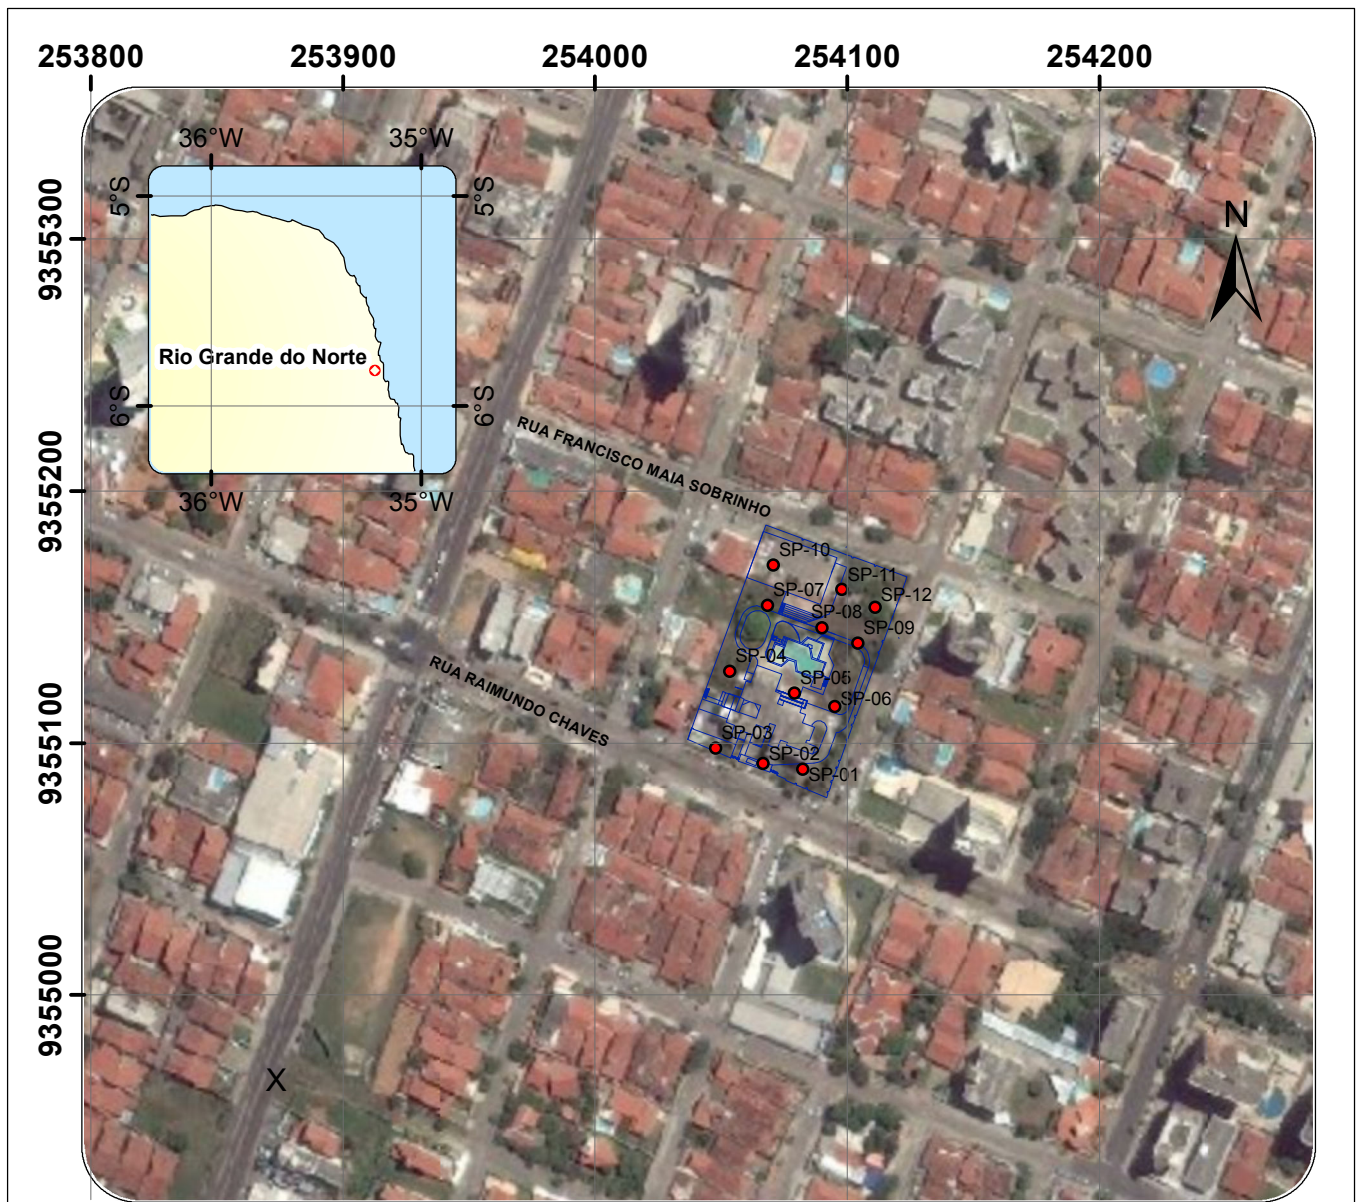 253800 253900 254000 254100 254200
9355300
9355200
9355100
9355000
36°W 35°W
5°S 5°S
Rio Grande do Norte
6°S 6°S
36°W 35°W
N
RUA FRANCISCO MAIA SOBRINHO
RUA RAIMUNDO CHAVES
SP-10
SP-11
SP-07
SP-12
SP-08
SP-09
SP-04
SP-05
SP-06
SP-03
SP-02
SP-01
X